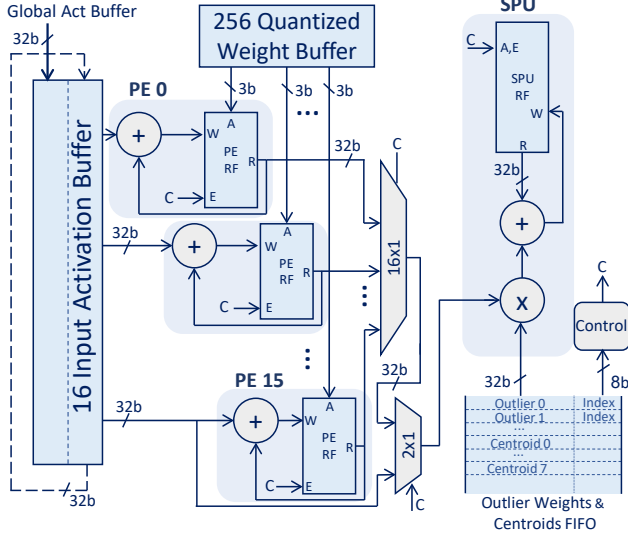 Global Act Buffer
32b
16 Input Activation Buffer
32b
256 Quantized
Weight Buffer
3b
3b
3b
...
PE 0
+
W
A
PE
RF
R
E
C
32b
32b
+
W
A
PE
RF
R
E
C
...
...
PE 15
32b
+
W
A
PE
RF
R
E
C
C
16x1
32b
2x1
C
SPU
C
A,E
SPU
RF
W
R
32b
+
X
32b
C
Control
8b
Outlier 0 Index
Outlier 1 Index
...
Centroid 0
...
Centroid 7
Outlier Weights &
Centroids FIFO